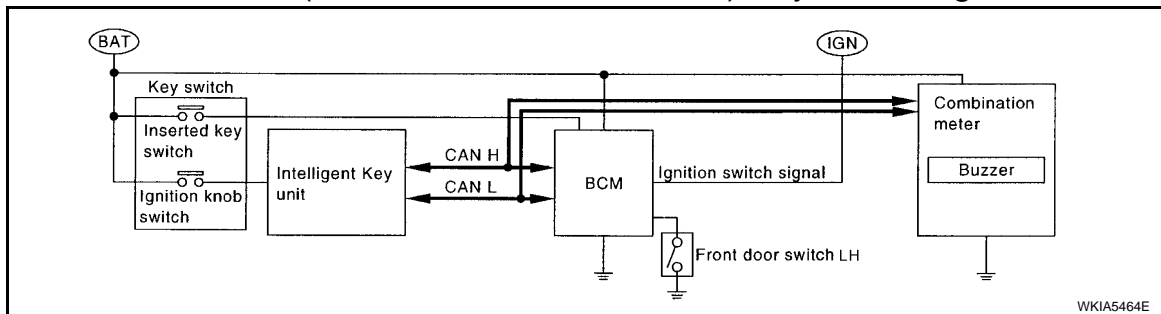 BAT
IGN
Key switch
Inserted key
switch
Ignition knob
switch
Intelligent Key
unit
CAN H
CAN L
BCM
Ignition switch signal
Front door switch LH
Combination
meter
Buzzer
WKIA5464E